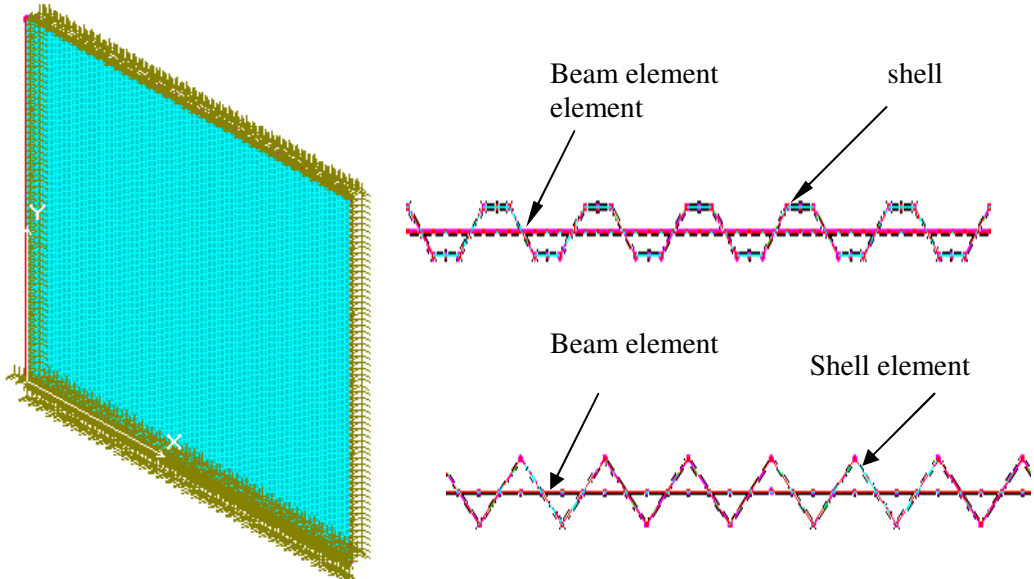 Beam element
element
shell
Beam element
Shell element
Y
X